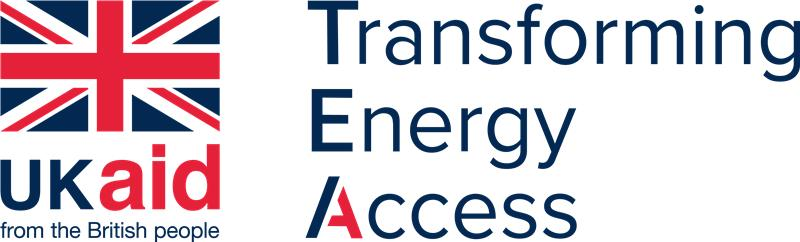 UKaid
from the British people
Transforming
Energy
Access